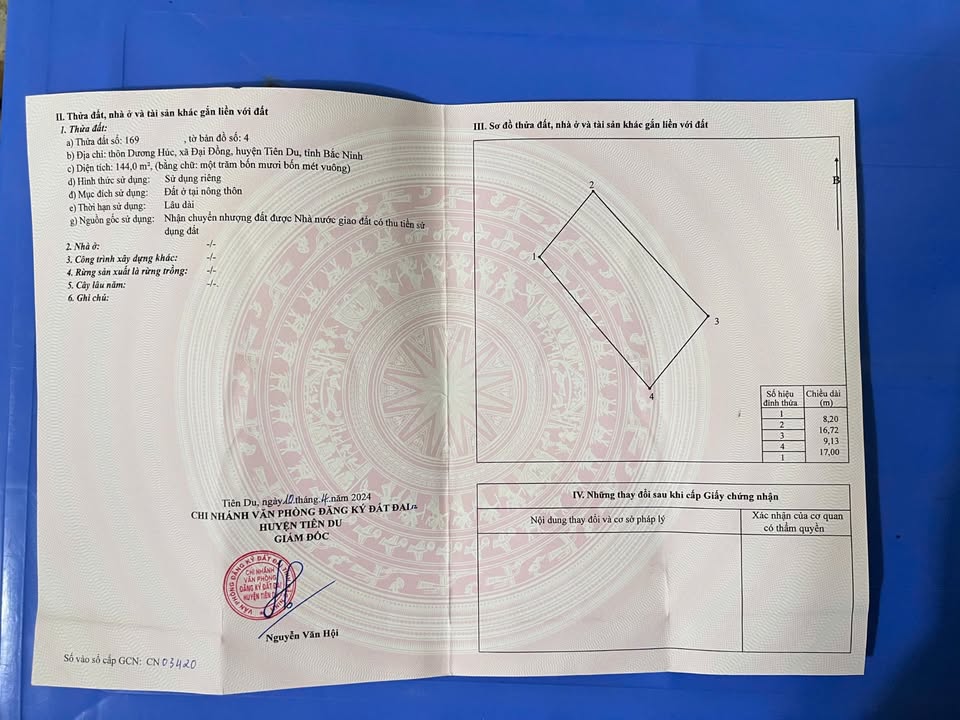 II. Thửa đất, nhà ở và tài sản khác gắn liền với đất
1. Thửa đất:
a) Thửa đất số: 169 , tờ bản đồ số: 4
b) Địa chỉ: thôn Dương Húc, xã Đại Đồng, huyện Tiên Du, tỉnh Bắc Ninh
c) Diện tích: 144,0 m², (bằng chữ: một trăm bốn mươi bốn mét vuông)
d) Hình thức sử dụng: Sử dụng riêng
đ) Mục đích sử dụng: Đất ở tại nông thôn
e) Thời hạn sử dụng: Lâu dài
g) Nguồn gốc sử dụng: Nhận chuyển nhượng đất được Nhà nước giao đất có thu tiền sử
dụng đất
2. Nhà ở: -/-
3. Công trình xây dựng khác: -/-
4. Rừng sản xuất là rừng trồng: -/-
5. Cây lâu năm: -/-.
6. Ghi chú:
Tiên Du, ngày 10 tháng 4 năm 2024
CHI NHÁNH VĂN PHÒNG ĐĂNG KÝ ĐẤT ĐAI
HUYỆN TIÊN DU
GIÁM ĐỐC
CHI NHÁNH
VĂN PHÒNG
ĐĂNG KÝ ĐẤT ĐAI
HUYỆN TIÊN DU
Nguyễn Văn Hội
Số vào sổ cấp GCN: CN 03420
III. Sơ đồ thửa đất, nhà ở và tài sản khác gắn liền với đất
B
2
1
3
4
Số hiệu đỉnh thửa Chiều dài (m)
1
8,20
2
16,72
3
9,13
4
17,00
1
IV. Những thay đổi sau khi cấp Giấy chứng nhận
Nội dung thay đổi và cơ sở pháp lý
Xác nhận của cơ quan
có thẩm quyền